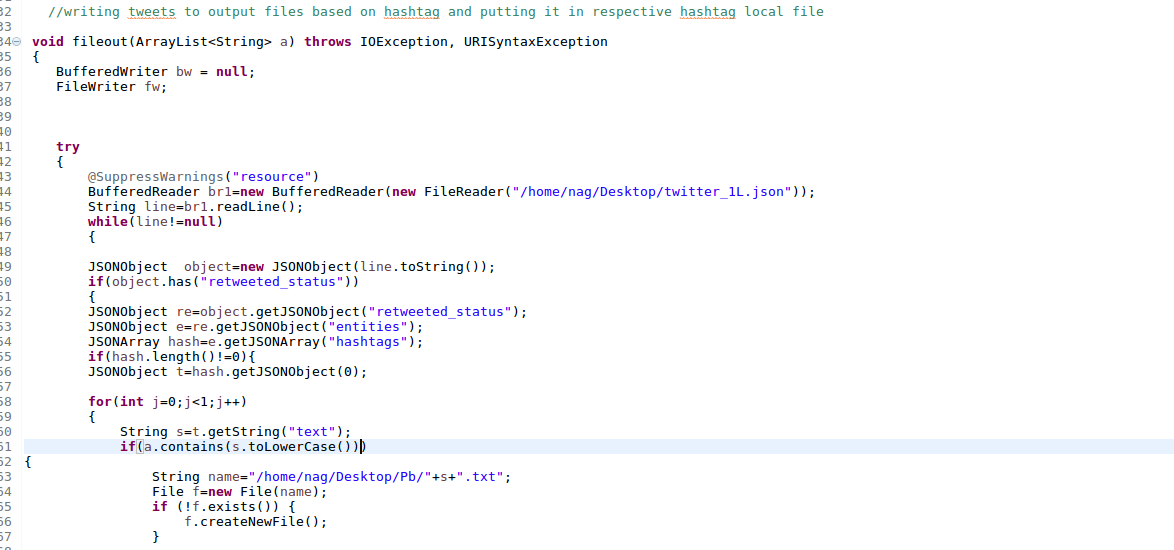 32 //writing tweets to output files based on hashtag and putting it in respective hashtag local file
33
34 void fileout(ArrayList<String> a) throws IOException, URISyntaxException
35 {
36 BufferedWriter bw = null;
37 FileWriter fw;
38
39
40
41 try
42 {
43 @SuppressWarnings("resource")
44 BufferedReader br1=new BufferedReader(new FileReader("/home/nag/Desktop/twitter_1L.json"));
45 String line=br1.readLine();
46 while(line!=null)
47 {
48
49 JSONObject  object=new JSONObject(line.toString());
50 if(object.has("retweeted_status"))
51 {
52 JSONObject re=object.getJSONObject("retweeted_status");
53 JSONObject e=re.getJSONObject("entities");
54 JSONArray hash=e.getJSONArray("hashtags");
55 if(hash.length()!=0){
56 JSONObject t=hash.getJSONObject(0);
57
58 for(int j=0;j<1;j++)
59 {
60 String s=t.getString("text");
61 if(a.contains(s.toLowerCase()))
62 {
63 String name="/home/nag/Desktop/Pb/"+s+".txt";
64 File f=new File(name);
65 if (!f.exists()) {
66 f.createNewFile();
67 }